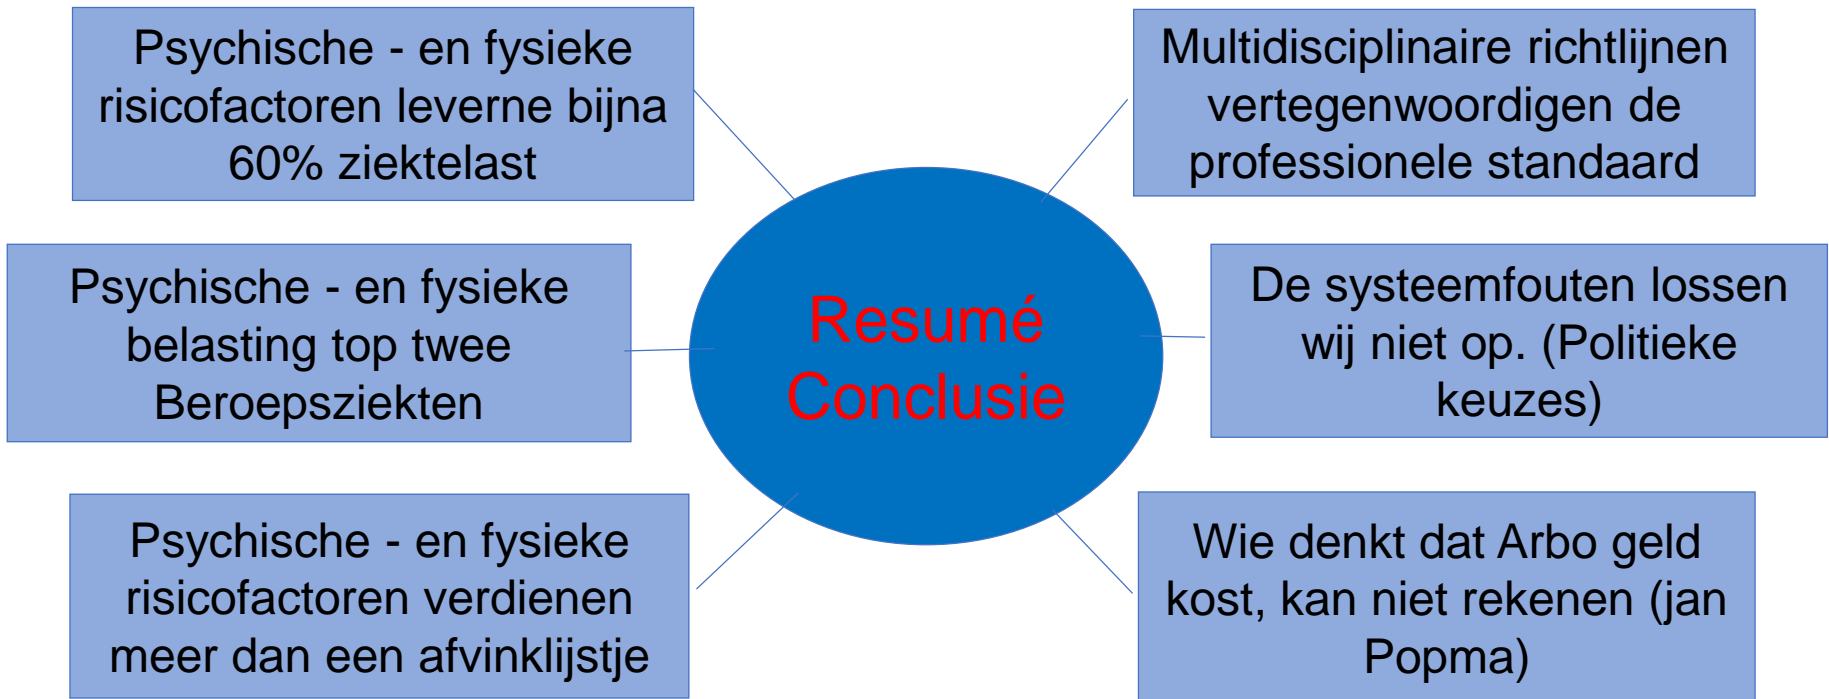 Psychische - en fysieke
risicofactoren leverne bijna
60% ziektelast
Psychische - en fysieke
belasting top twee
Beroepsziekten
Psychische - en fysieke
risicofactoren verdienen
meer dan een afvinklijstje
Resumé
Conclusie
Multidisciplinaire richtlijnen
vertegenwoordigen de
professionele standaard
De systeemfouten lossen
wij niet op. (Politieke
keuzes)
Wie denkt dat Arbo geld
kost, kan niet rekenen (jan
Popma)